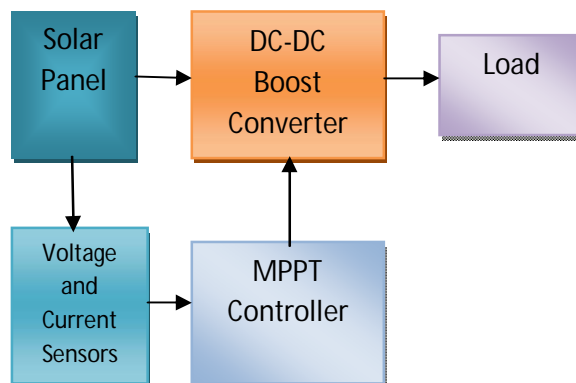 Solar
Panel
DC-DC
Boost
Converter
Load
Voltage
and
Current
Sensors
MPPT
Controller